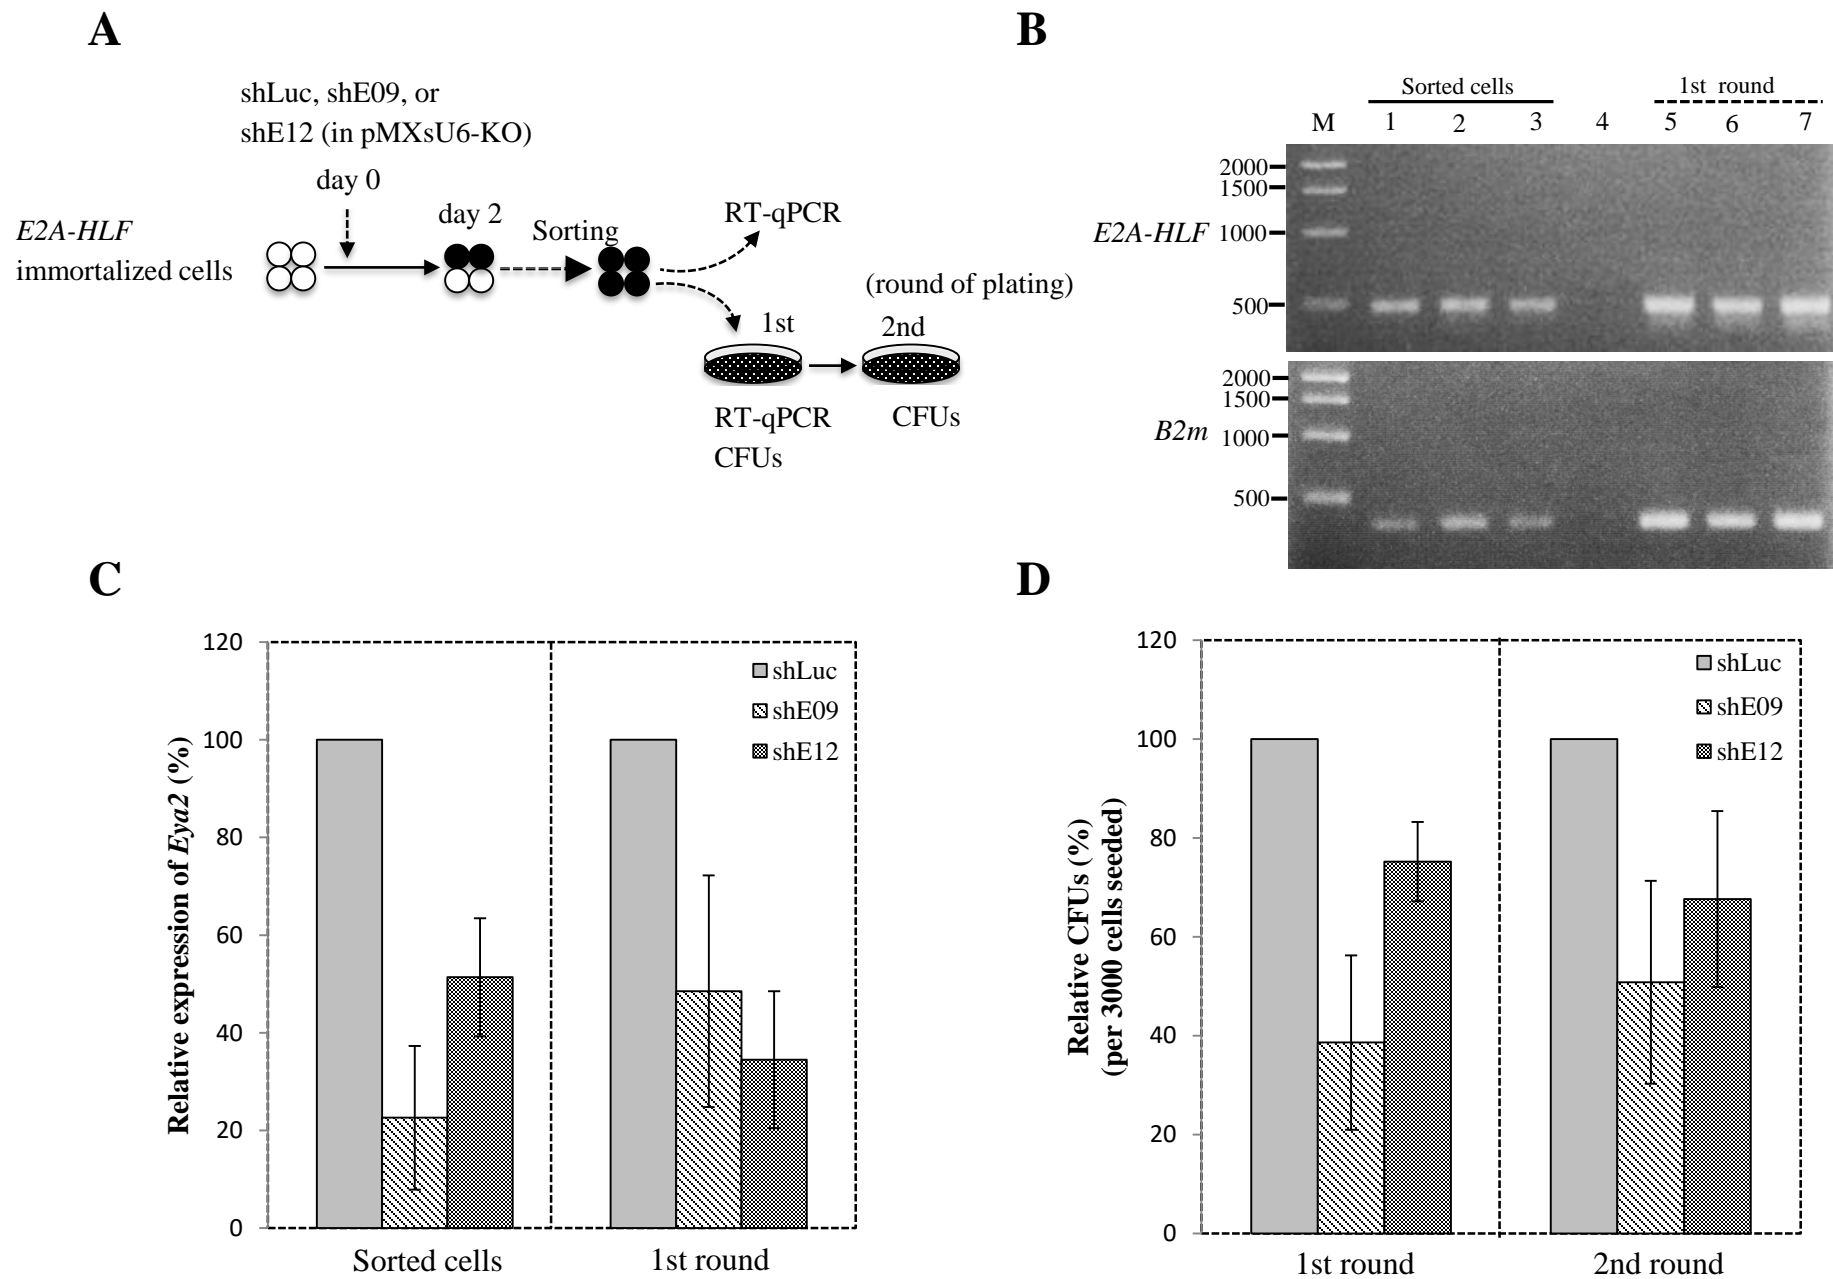 A
shLuc, shE09, or
shE12 (in pMXsU6-KO)
day 0
day 2
Sorting
RT-qPCR
E2A-HLF
immortalized cells
(round of plating)
1st
2nd
RT-qPCR
CFUs
CFUs
B
Sorted cells
1st round
M 1 2 3 4 5 6 7
2000
1500
E2A-HLF 1000
500
2000
1500
B2m 1000
500
C
Relative expression of Eya2 (%)
120
100
80
60
40
20
0
shLuc
shE09
shE12
Sorted cells
1st round
D
Relative CFUs (%)
(per 3000 cells seeded)
120
100
80
60
40
20
0
shLuc
shE09
shE12
1st round
2nd round